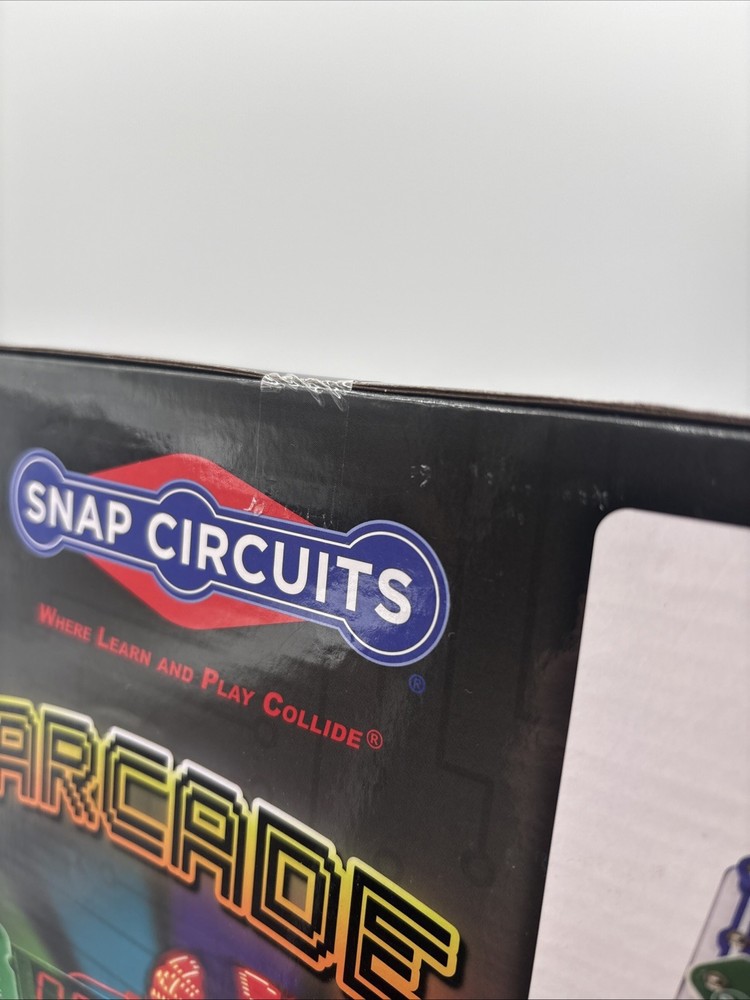 SNAP CIRCUITS
®
WHERE LEARN AND PLAY COLLIDE®
ARCADE